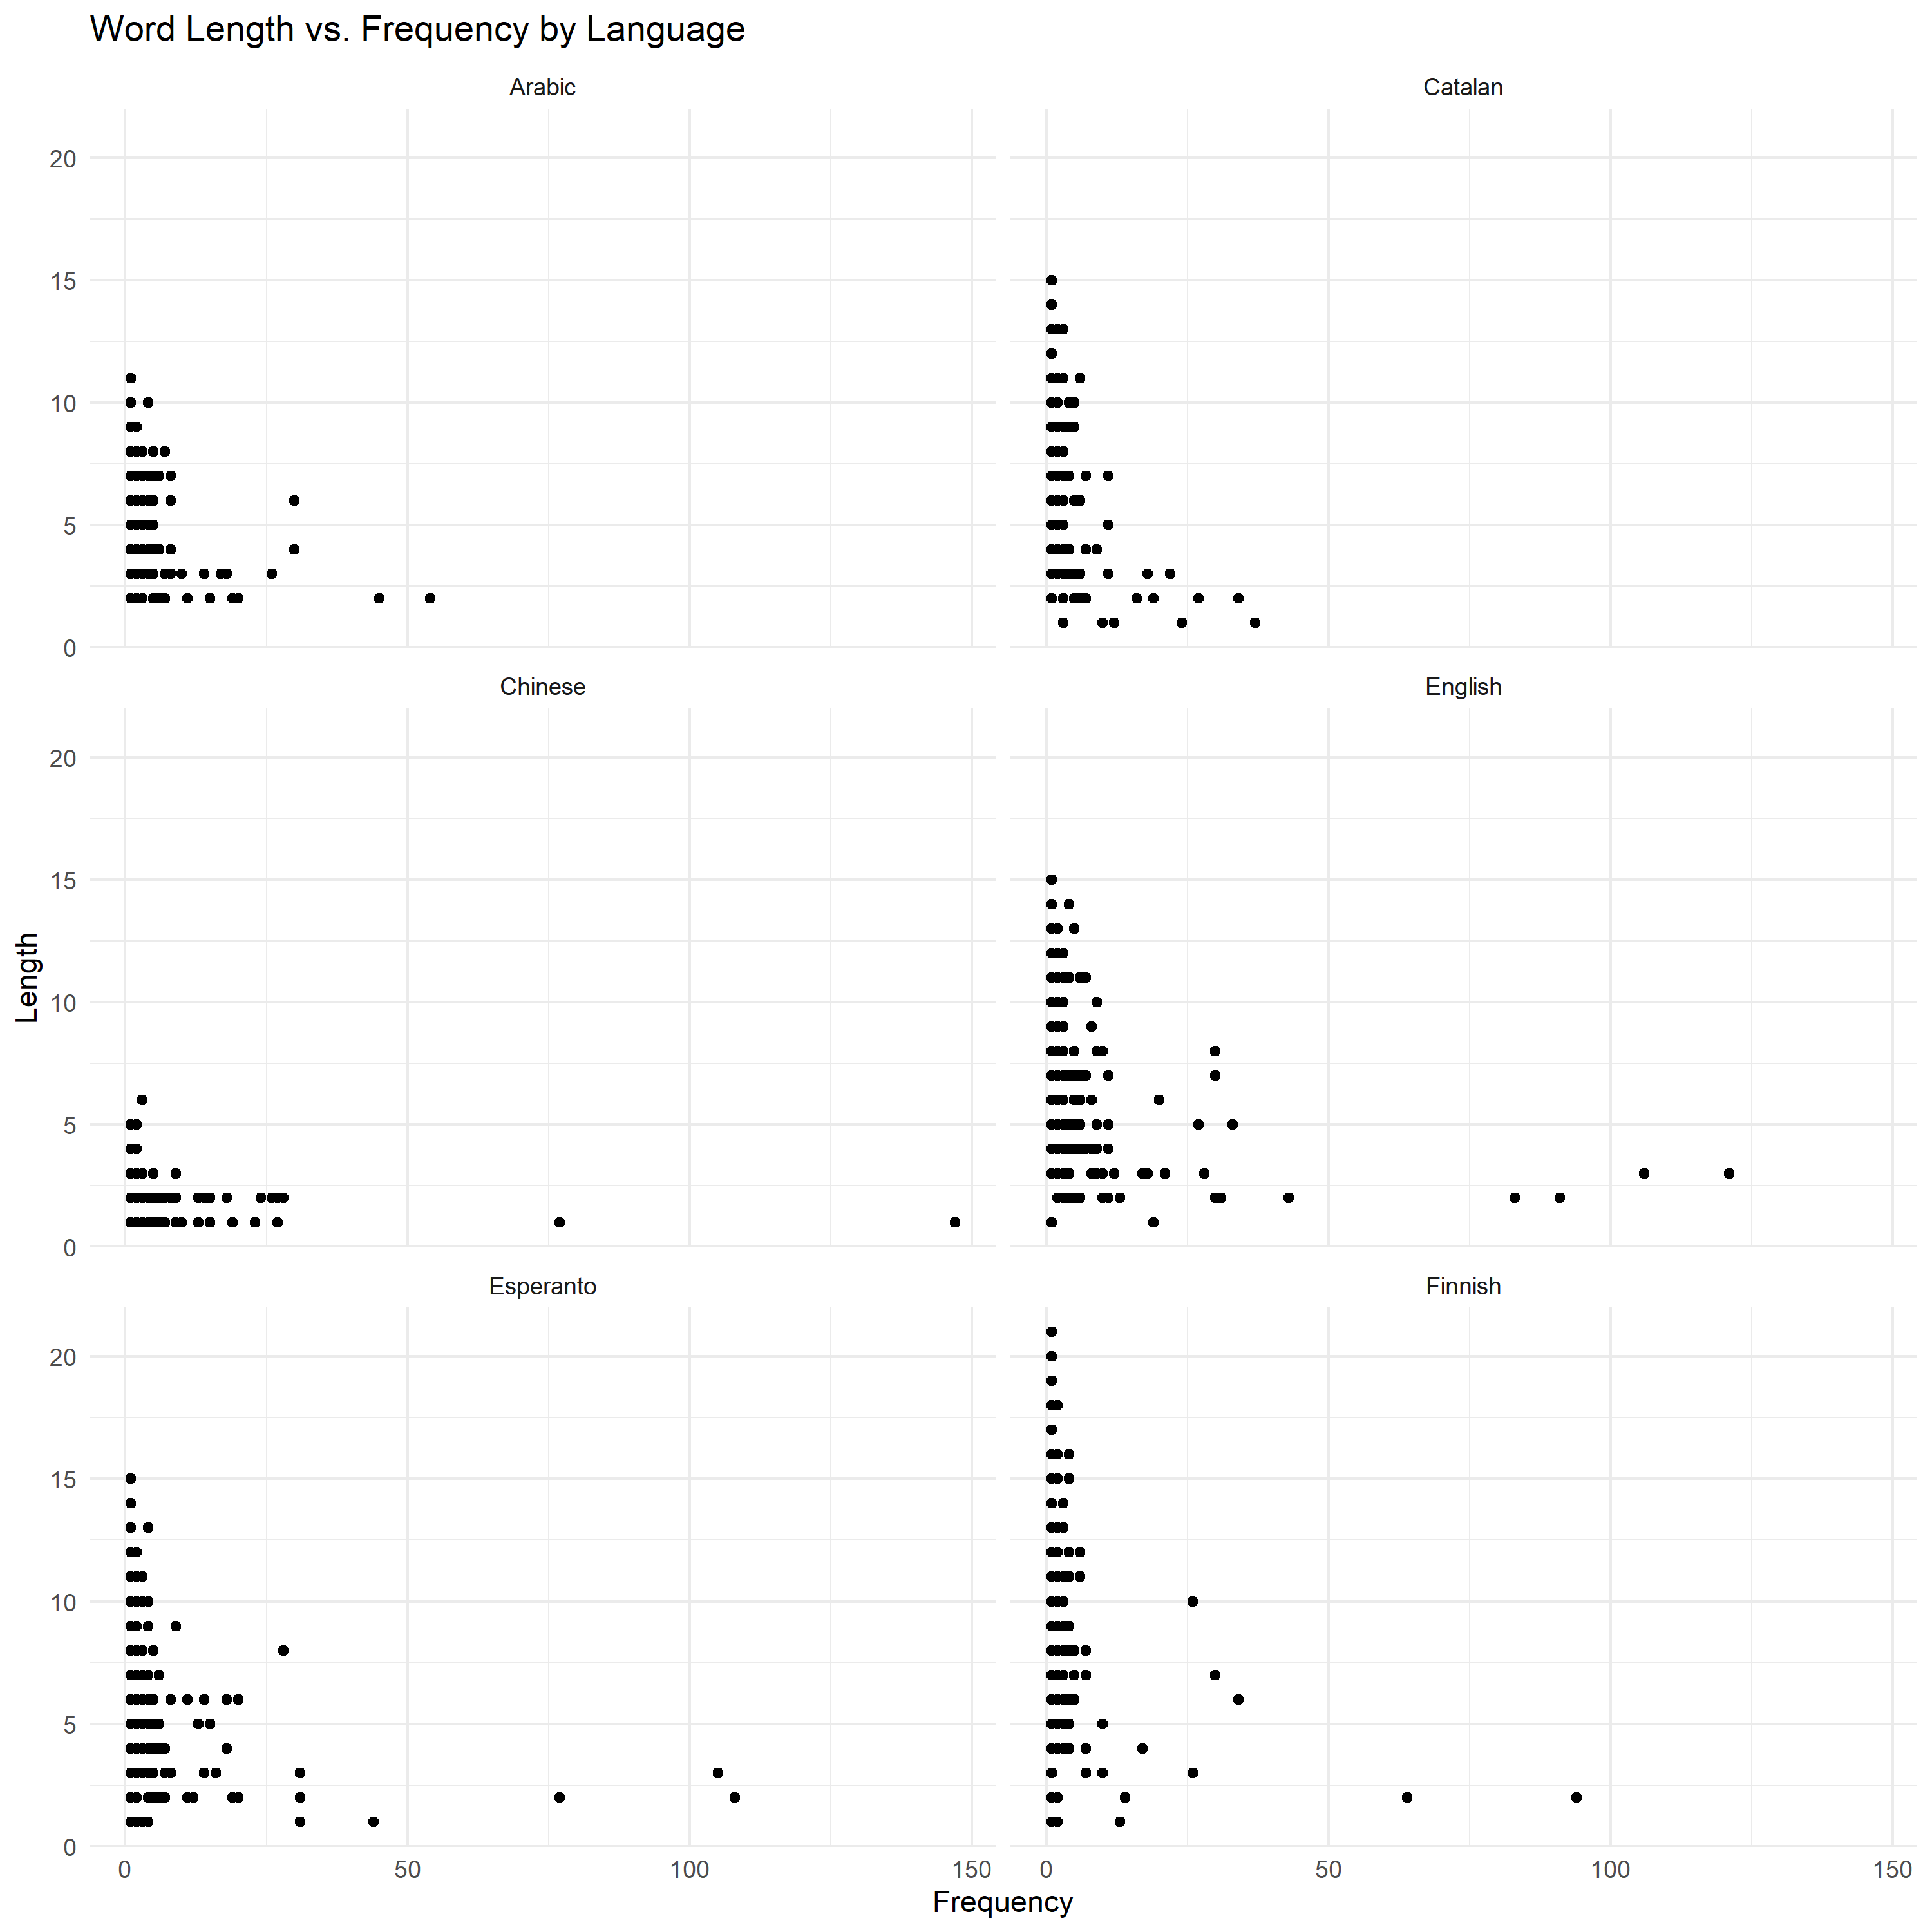 Word Length vs. Frequency by Language
Arabic
Catalan
20
15
10
5
0
Chinese
English
20
15
10
5
0
Length
Esperanto
Finnish
20
15
10
5
0
0 50 100 150 0 50 100 150
Frequency